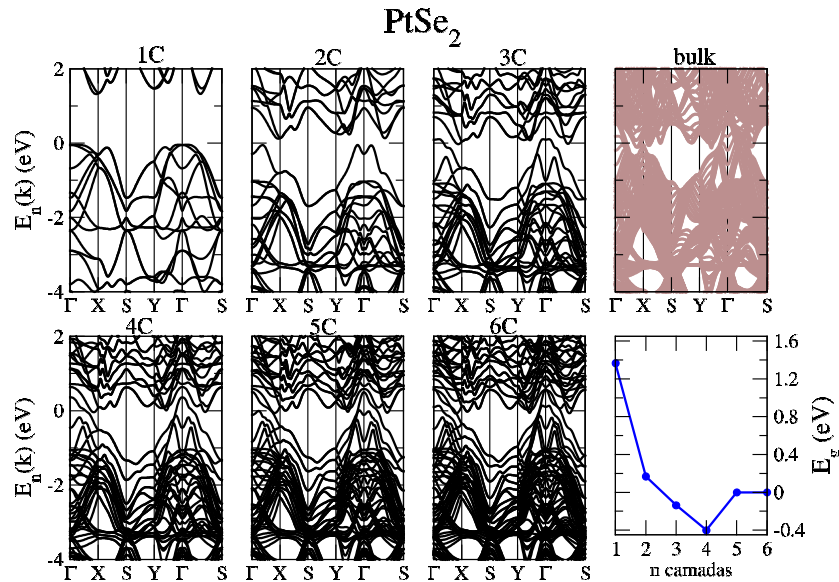 PtSe2
1C 2C 3C bulk
2
0
-2
-4
En(k) (eV)
Γ X S Y Γ S Γ X S Y Γ S Γ X S Y Γ S Γ X S Y Γ S
4C 5C 6C
2
0
-2
-4
En(k) (eV)
Γ X S Y Γ S Γ X S Y Γ S Γ X S Y Γ S
1.6
1.2
0.8
0.4
0
-0.4
Eg (eV)
1 2 3 4 5 6
n camadas